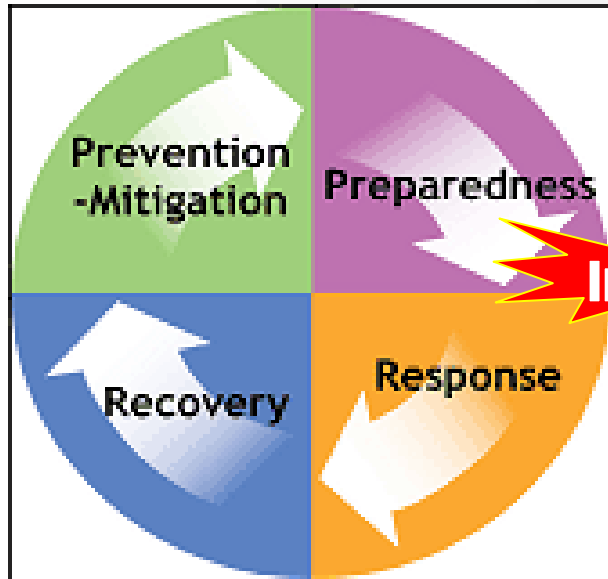 Prevention
-Mitigation
Preparedness
Response
Recovery